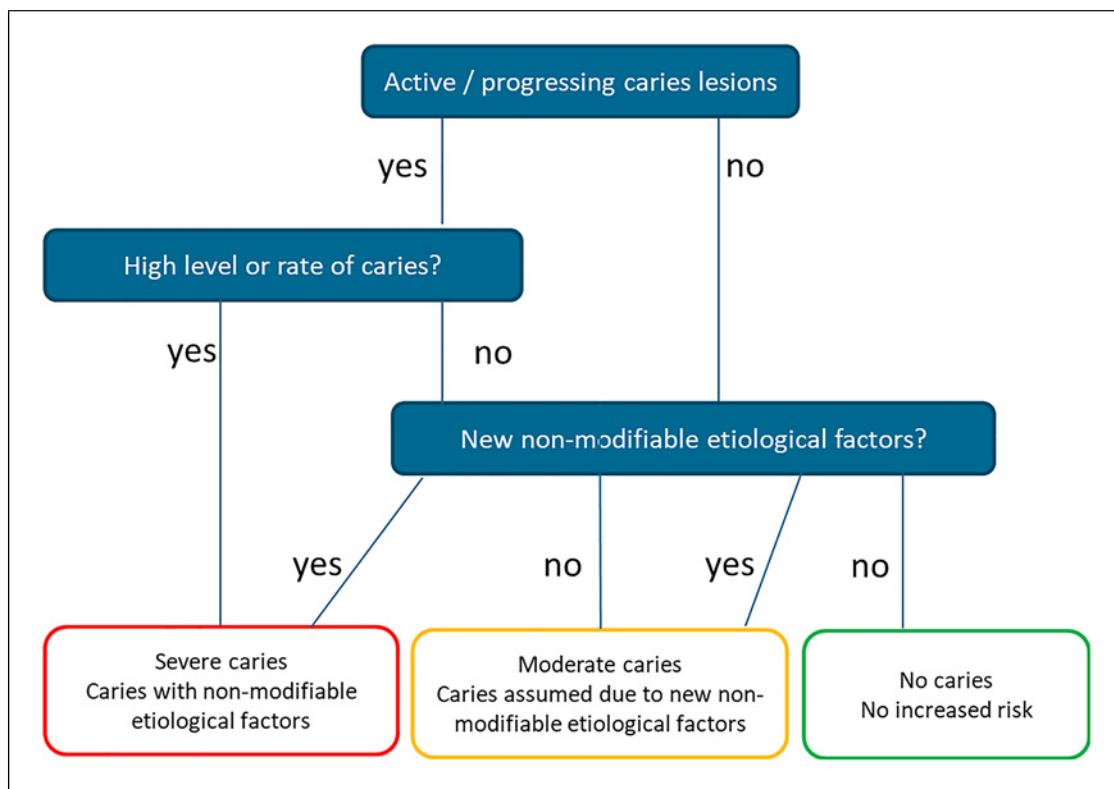 Active / progressing caries lesions
yes
no
High level or rate of caries?
yes
no
New non-modifiable etiological factors?
yes
no
yes
no
Severe caries
Caries with non-modifiable
etiological factors
Moderate caries
Caries assumed due to new non-
modifiable etiological factors
No caries
No increased risk